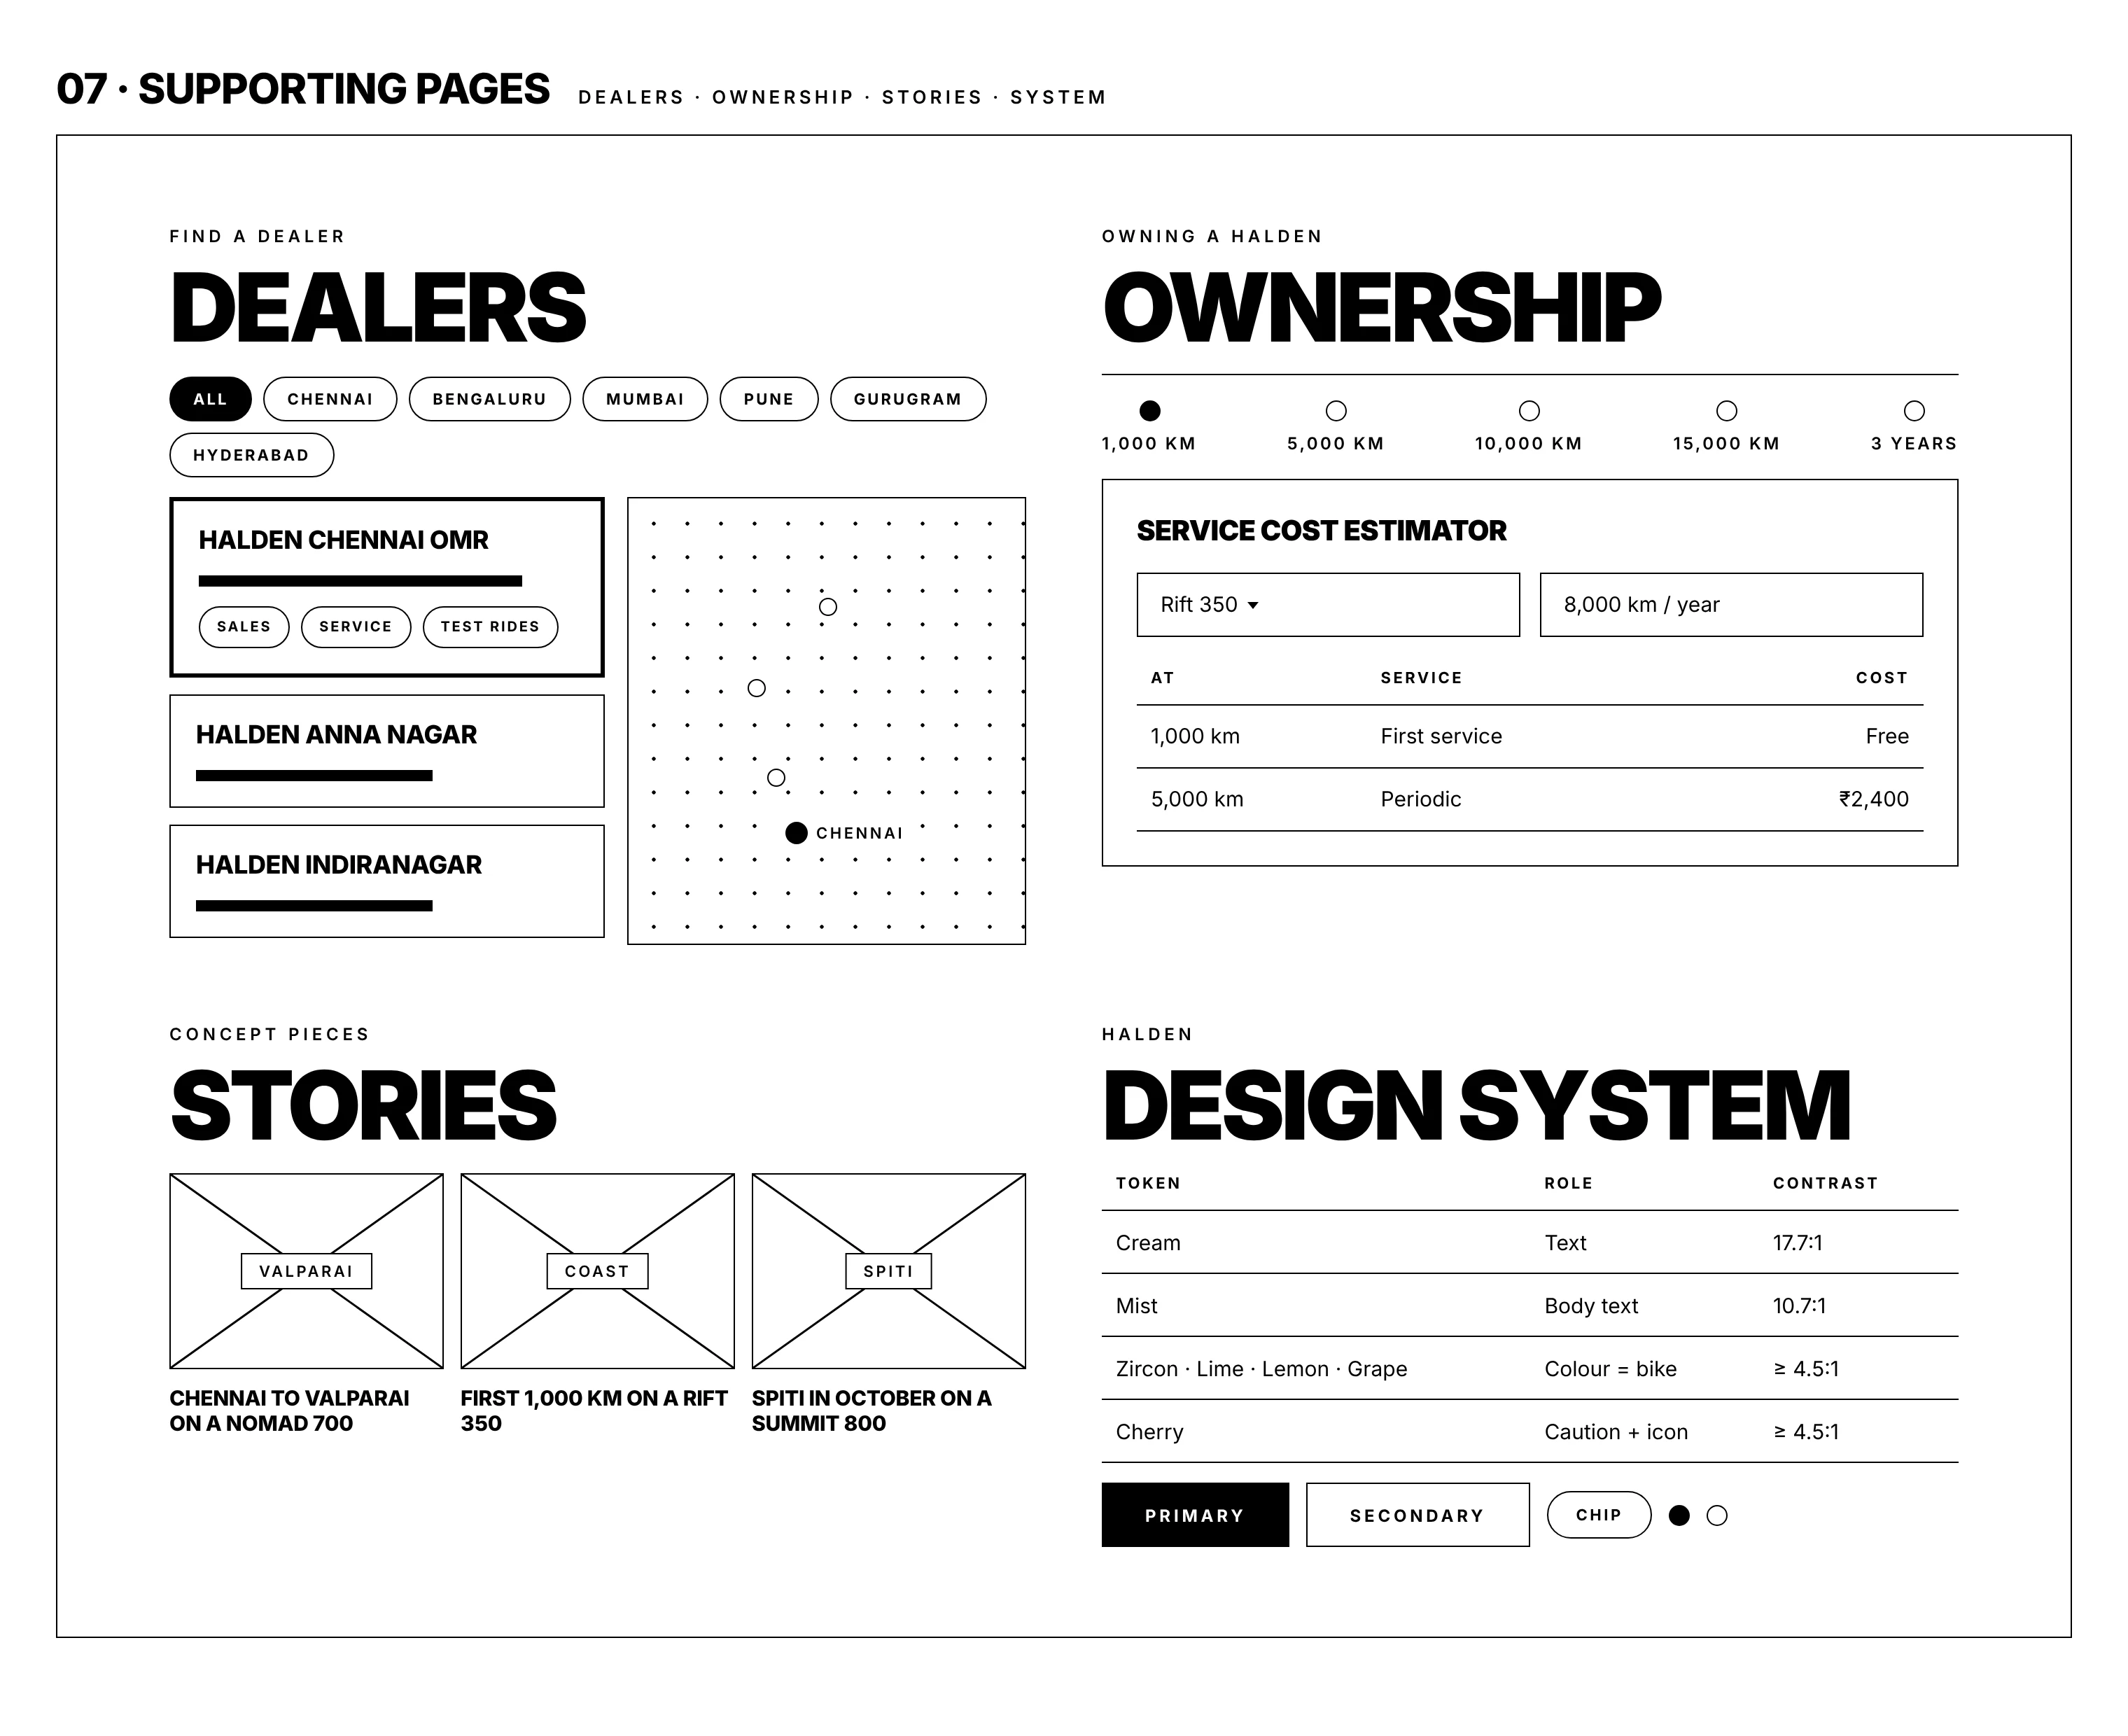 07 · SUPPORTING PAGES
DEALERS · OWNERSHIP · STORIES · SYSTEM
FIND A DEALER
DEALERS
ALL
CHENNAI
BENGALURU
MUMBAI
PUNE
GURUGRAM
HYDERABAD
HALDEN CHENNAI OMR
SALES
SERVICE
TEST RIDES
HALDEN ANNA NAGAR
HALDEN INDIRANAGAR
CHENNAI
OWNING A HALDEN
OWNERSHIP
1,000 KM
5,000 KM
10,000 KM
15,000 KM
3 YEARS
SERVICE COST ESTIMATOR
Rift 350
8,000 km / year
AT SERVICE COST
1,000 km First service Free
5,000 km Periodic ₹2,400
CONCEPT PIECES
STORIES
VALPARAI
CHENNAI TO VALPARAI
ON A NOMAD 700
COAST
FIRST 1,000 KM ON A RIFT
350
SPITI
SPITI IN OCTOBER ON A
SUMMIT 800
HALDEN
DESIGN SYSTEM
TOKEN ROLE CONTRAST
Cream Text 17.7:1
Mist Body text 10.7:1
Zircon · Lime · Lemon · Grape Colour = bike ≥ 4.5:1
Cherry Caution + icon ≥ 4.5:1
PRIMARY
SECONDARY
CHIP